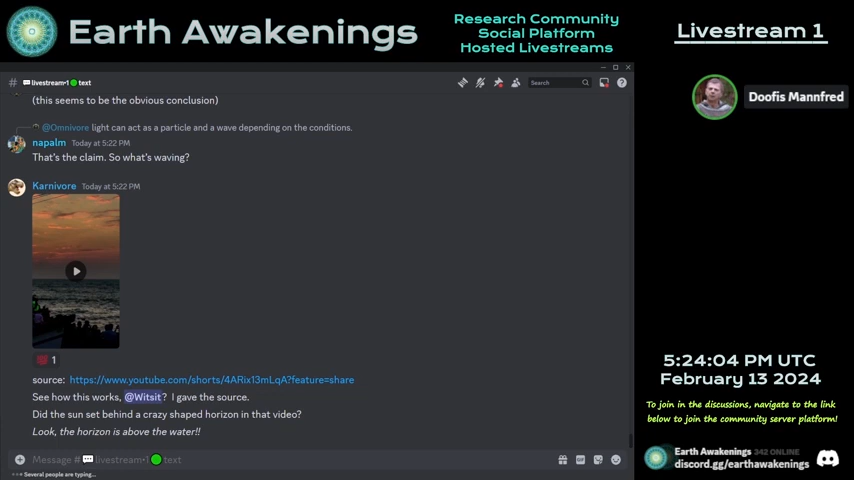 Earth Awakenings
Research Community
Social Platform
Hosted Livestreams
Livestream 1
# livestream•1 text
Search
(this seems to be the obvious conclusion)
@Omnivore light can act as a particle and a wave depending on the conditions.
napalm Today at 5:22 PM
That's the claim. So what's waving?
Karnivore Today at 5:22 PM
1
source: https://www.youtube.com/shorts/4ARix13mLqA?feature=share
See how this works, @Witsit? I gave the source.
Did the sun set behind a crazy shaped horizon in that video?
Look, the horizon is above the water!!
Message # livestream•1 text
Several people are typing...
Doofis Mannfred
5:24:04 PM UTC
February 13 2024
To join in the discussions, navigate to the link
below to join the community server platform!
Earth Awakenings 342 ONLINE
discord.gg/earthawakenings